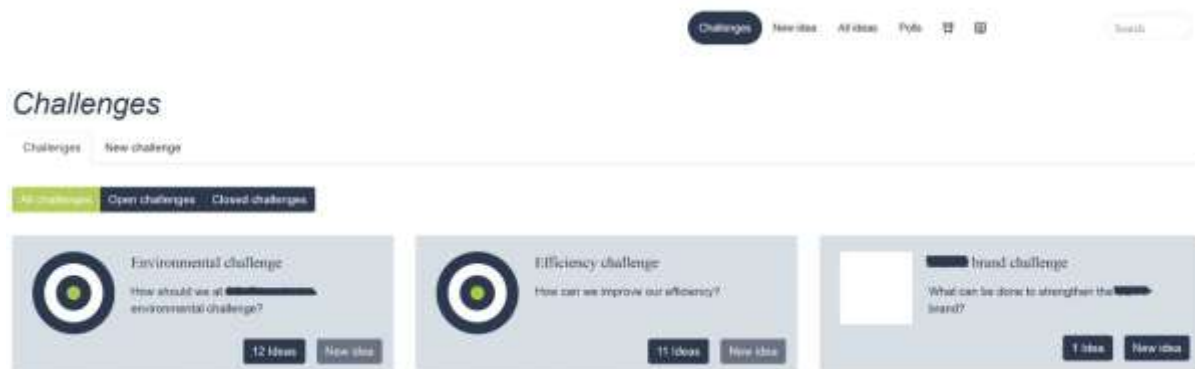 Challenges New idea All ideas Polls Search
Challenges
Challenges New challenge
All challenges Open challenges Closed challenges
Environmental challenge
How should we at
environmental challenge?
12 Ideas New idea
Efficiency challenge
How can we improve our efficiency?
11 Ideas New idea
brand challenge
What can be done to strengthen the
brand?
1 Idea New idea